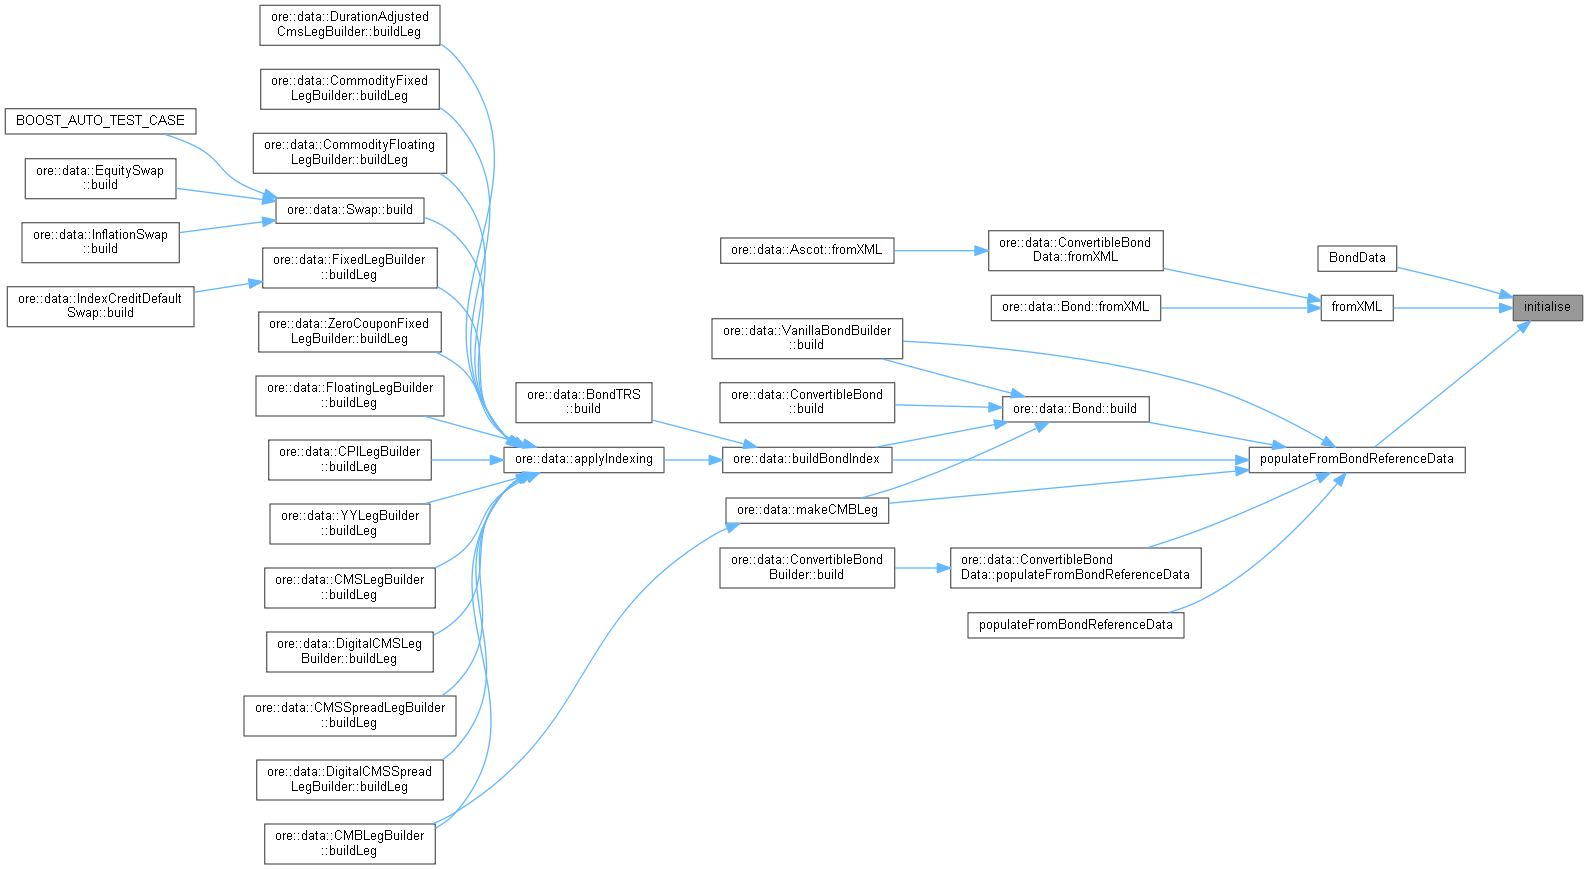 ore::data::DurationAdjusted
CmsLegBuilder::buildLeg
ore::data::CommodityFixed
LegBuilder::buildLeg
BOOST_AUTO_TEST_CASE
ore::data::CommodityFloating
LegBuilder::buildLeg
ore::data::EquitySwap
::build
ore::data::Swap::build
ore::data::InflationSwap
::build
ore::data::FixedLegBuilder
::buildLeg
ore::data::IndexCreditDefault
Swap::build
ore::data::ZeroCouponFixed
LegBuilder::buildLeg
ore::data::FloatingLegBuilder
::buildLeg
ore::data::CPILegBuilder
::buildLeg
ore::data::YYLegBuilder
::buildLeg
ore::data::CMSLegBuilder
::buildLeg
ore::data::DigitalCMSLeg
Builder::buildLeg
ore::data::CMSSpreadLegBuilder
::buildLeg
ore::data::DigitalCMSSpread
LegBuilder::buildLeg
ore::data::CMBLegBuilder
::buildLeg
ore::data::BondTRS
::build
ore::data::applyIndexing
ore::data::Ascot::fromXML
ore::data::ConvertibleBond
Data::fromXML
ore::data::Bond::fromXML
BondData
fromXML
initialise
ore::data::VanillaBondBuilder
::build
ore::data::ConvertibleBond
::build
ore::data::Bond::build
ore::data::buildBondIndex
populateFromBondReferenceData
ore::data::makeCMBLeg
ore::data::ConvertibleBond
Builder::build
ore::data::ConvertibleBond
Data::populateFromBondReferenceData
populateFromBondReferenceData